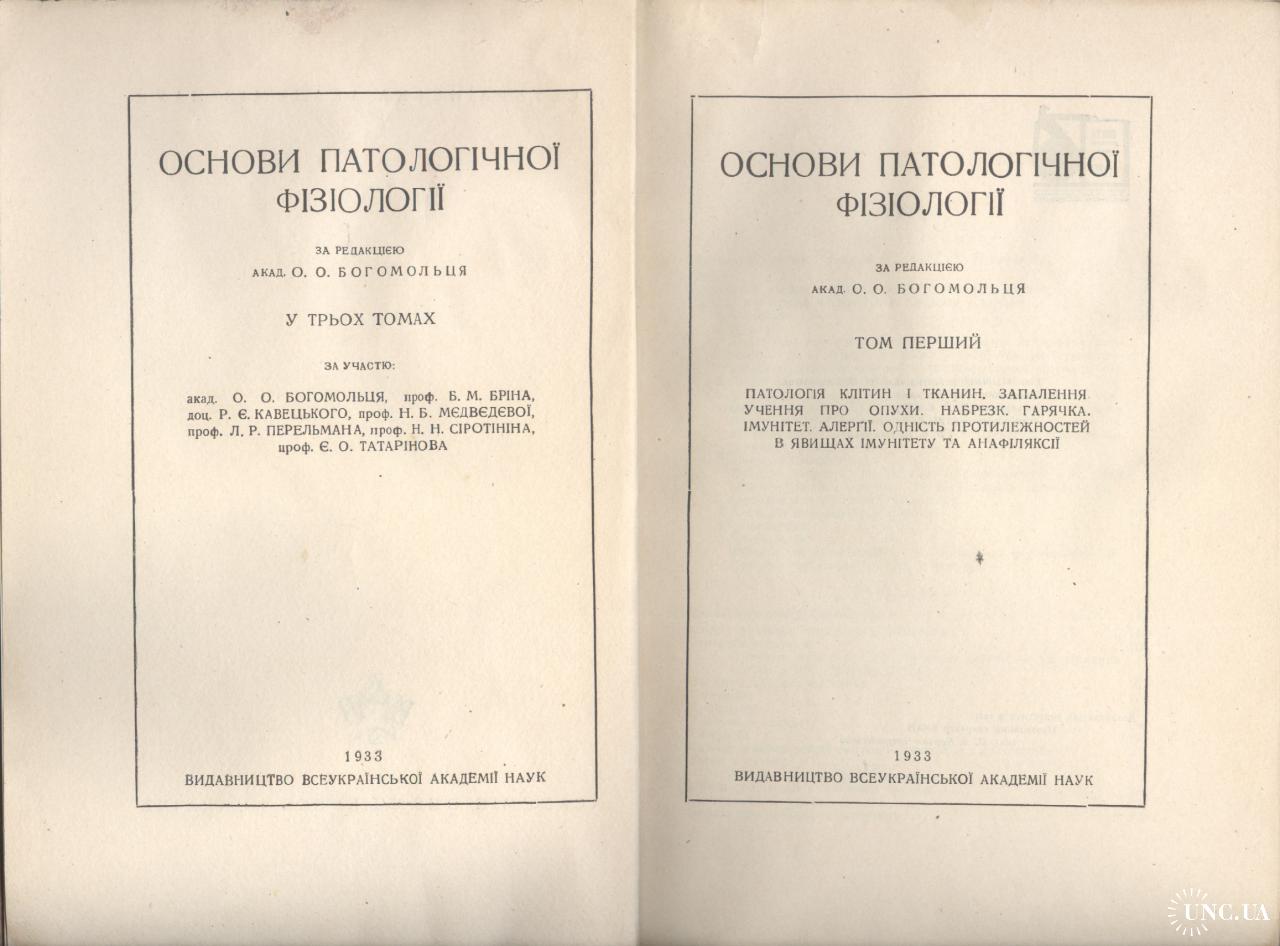 ОСНОВИ ПАТОЛОГІЧНОЇ
ФІЗІОЛОГІЇ
ЗА РЕДАКЦІЄЮ
АКАД. О. О. БОГОМОЛЬЦЯ
У ТРЬОХ ТОМАХ
ЗА УЧАСТЮ:
акад. О. О. БОГОМОЛЬЦЯ, проф. Б. М. БРІНА,
доц. Р. Є. КАВЕЦЬКОГО, проф. Н. Б. МЄДВЄДЄВОЇ,
проф. Л. Р. ПЕРЕЛЬМАНА, проф. Н. Н. СІРОТІНІНА,
проф. Є. О. ТАТАРІНОВА
1933
ВИДАВНИЦТВО ВСЕУКРАЇНСЬКОЇ АКАДЕМІЇ НАУК
ОСНОВИ ПАТОЛОГІЧНОЇ
ФІЗІОЛОГІЇ
ЗА РЕДАКЦІЄЮ
АКАД. О. О. БОГОМОЛЬЦЯ
ТОМ ПЕРШИЙ
ПАТОЛОГІЯ КЛІТИН І ТКАНИН. ЗАПАЛЕННЯ
УЧЕННЯ ПРО ОПУХИ. НАБРЕЗК. ГАРЯЧКА.
ІМУНІТЕТ. АЛЕРГІЇ. ОДНІСТЬ ПРОТИЛЕЖНОСТЕЙ
В ЯВИЩАХ ІМУНІТЕТУ ТА АНАФІЛЯКСІЇ
1933
ВИДАВНИЦТВО ВСЕУКРАЇНСЬКОЇ АКАДЕМІЇ НАУК
UNC.UA